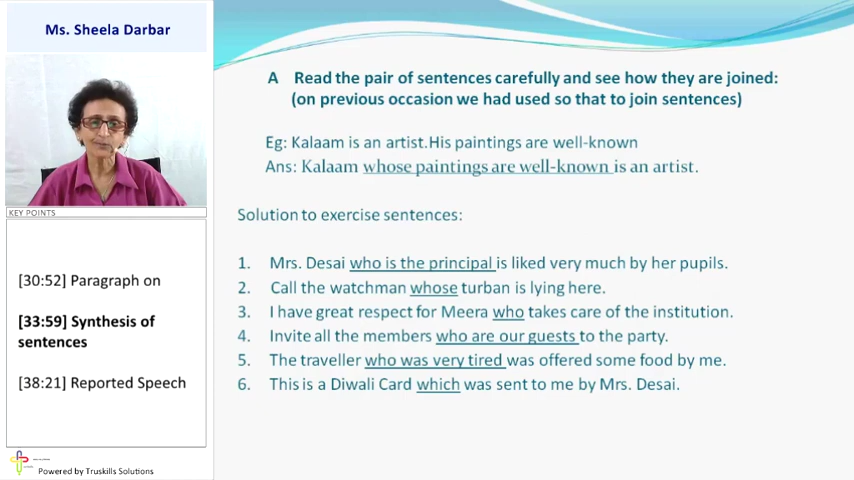 Ms. Sheela Darbar
KEY POINTS
[30:52] Paragraph on
[33:59] Synthesis of
sentences
[38:21] Reported Speech
Powered by Truskills Solutions
A Read the pair of sentences carefully and see how they are joined:
(on previous occasion we had used so that to join sentences)
Eg: Kalaam is an artist.His paintings are well-known
Ans: Kalaam whose paintings are well-known is an artist.
Solution to exercise sentences:
1. Mrs. Desai who is the principal is liked very much by her pupils.
2. Call the watchman whose turban is lying here.
3. I have great respect for Meera who takes care of the institution.
4. Invite all the members who are our guests to the party.
5. The traveller who was very tired was offered some food by me.
6. This is a Diwali Card which was sent to me by Mrs. Desai.